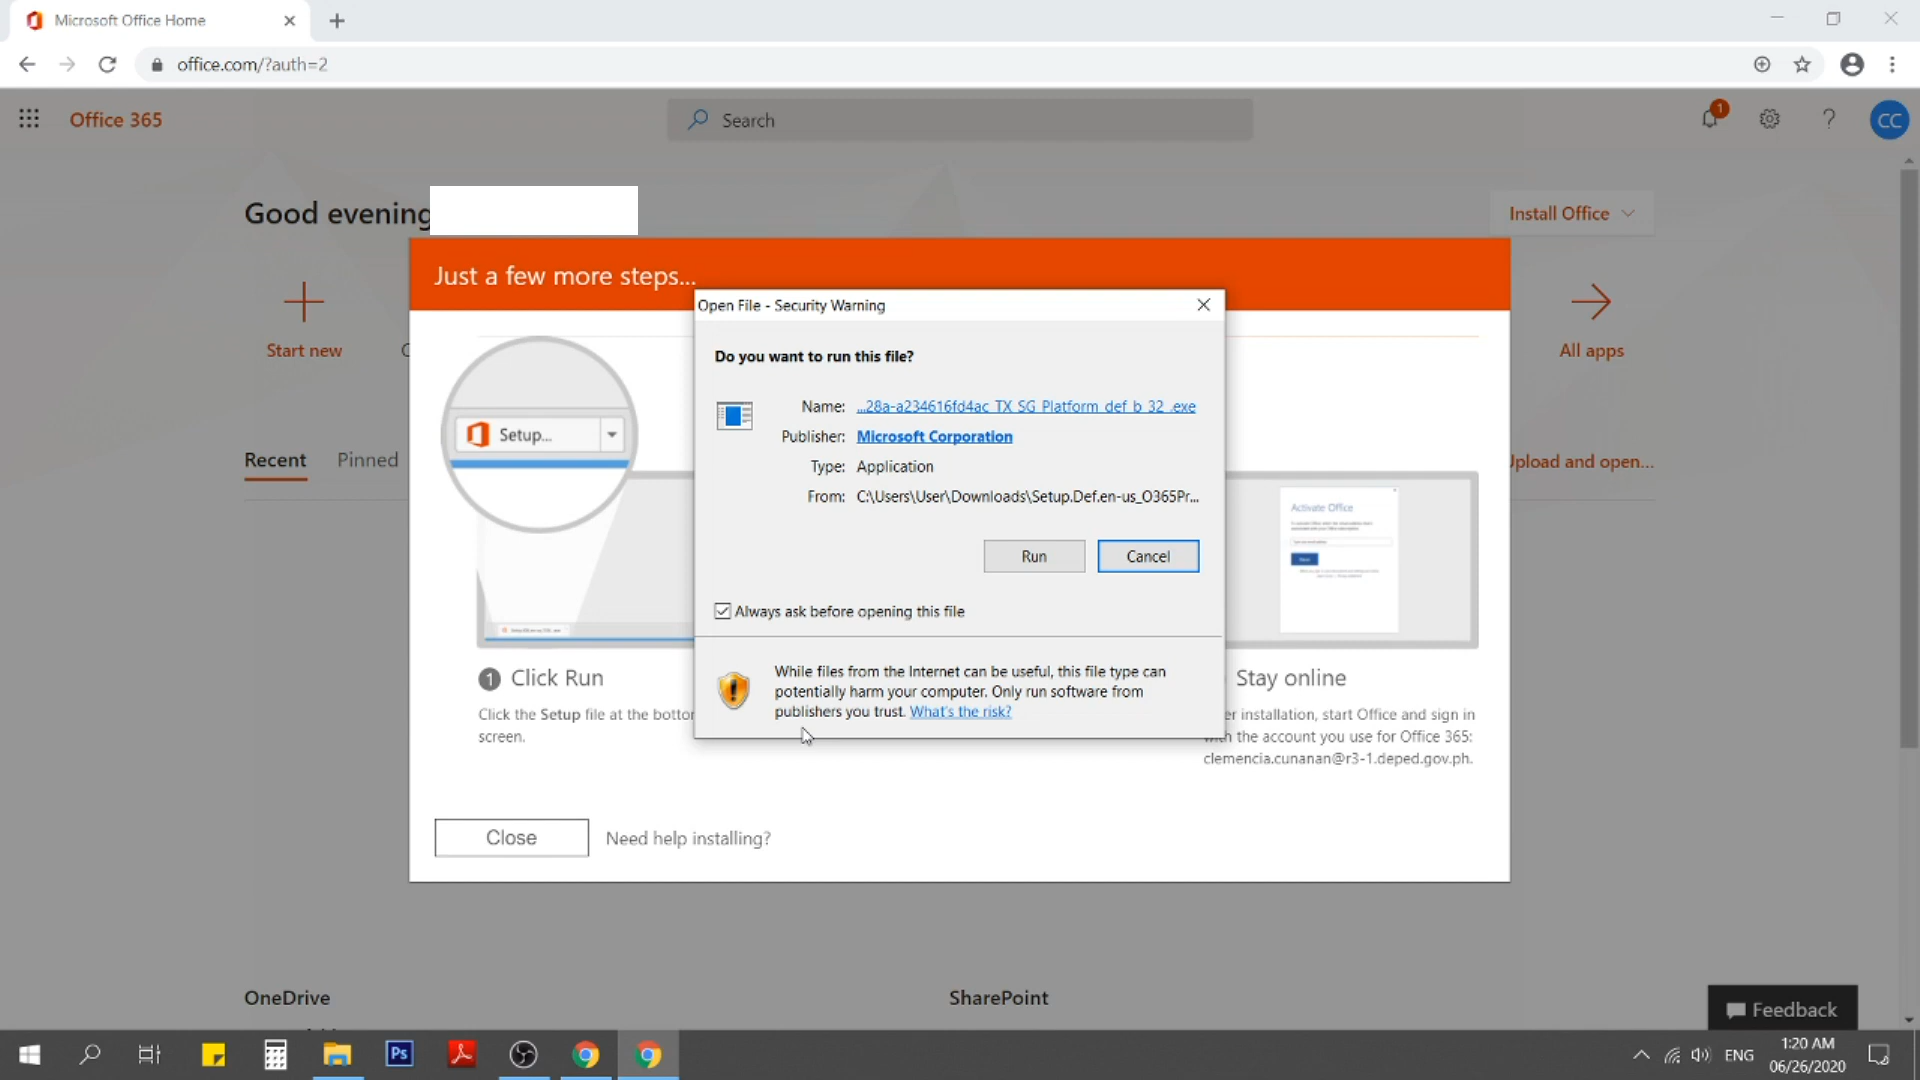 Microsoft Office Home
office.com/?auth=2
Office 365
Search
1
CC
Good evening
Install Office
Just a few more steps...
Open File - Security Warning
Do you want to run this file?
Name: ...28a-a234616fd4ac_TX_SG_Platform_def_b_32_.exe
Publisher: Microsoft Corporation
Type: Application
From: C:\Users\User\Downloads\Setup.Def.en-us_O365Pr...
Run
Cancel
Always ask before opening this file
While files from the Internet can be useful, this file type can
potentially harm your computer. Only run software from
publishers you trust. What's the risk?
Start new
All apps
Setup...
Recent
Pinned
Upload and open...
Activate Office
1 Click Run
Click the Setup file at the bottom
screen.
Stay online
er installation, start Office and sign in
with the account you use for Office 365:
clemencia.cunanan@r3-1.deped.gov.ph.
Close
Need help installing?
OneDrive
SharePoint
Feedback
Ps
ENG
1:20 AM
06/26/2020